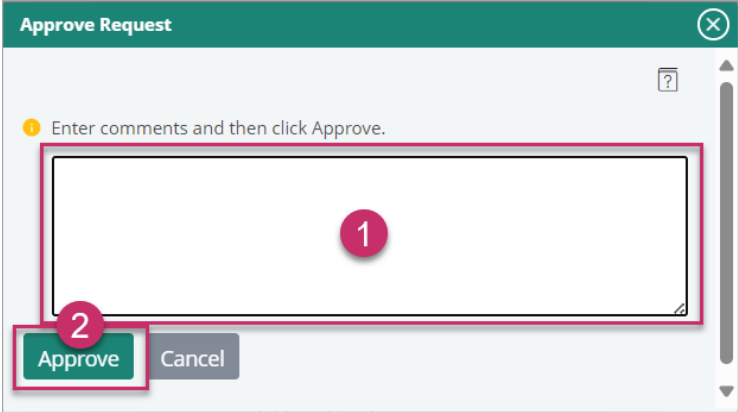 Approve Request
?
Enter comments and then click Approve.
1
2
Approve Cancel